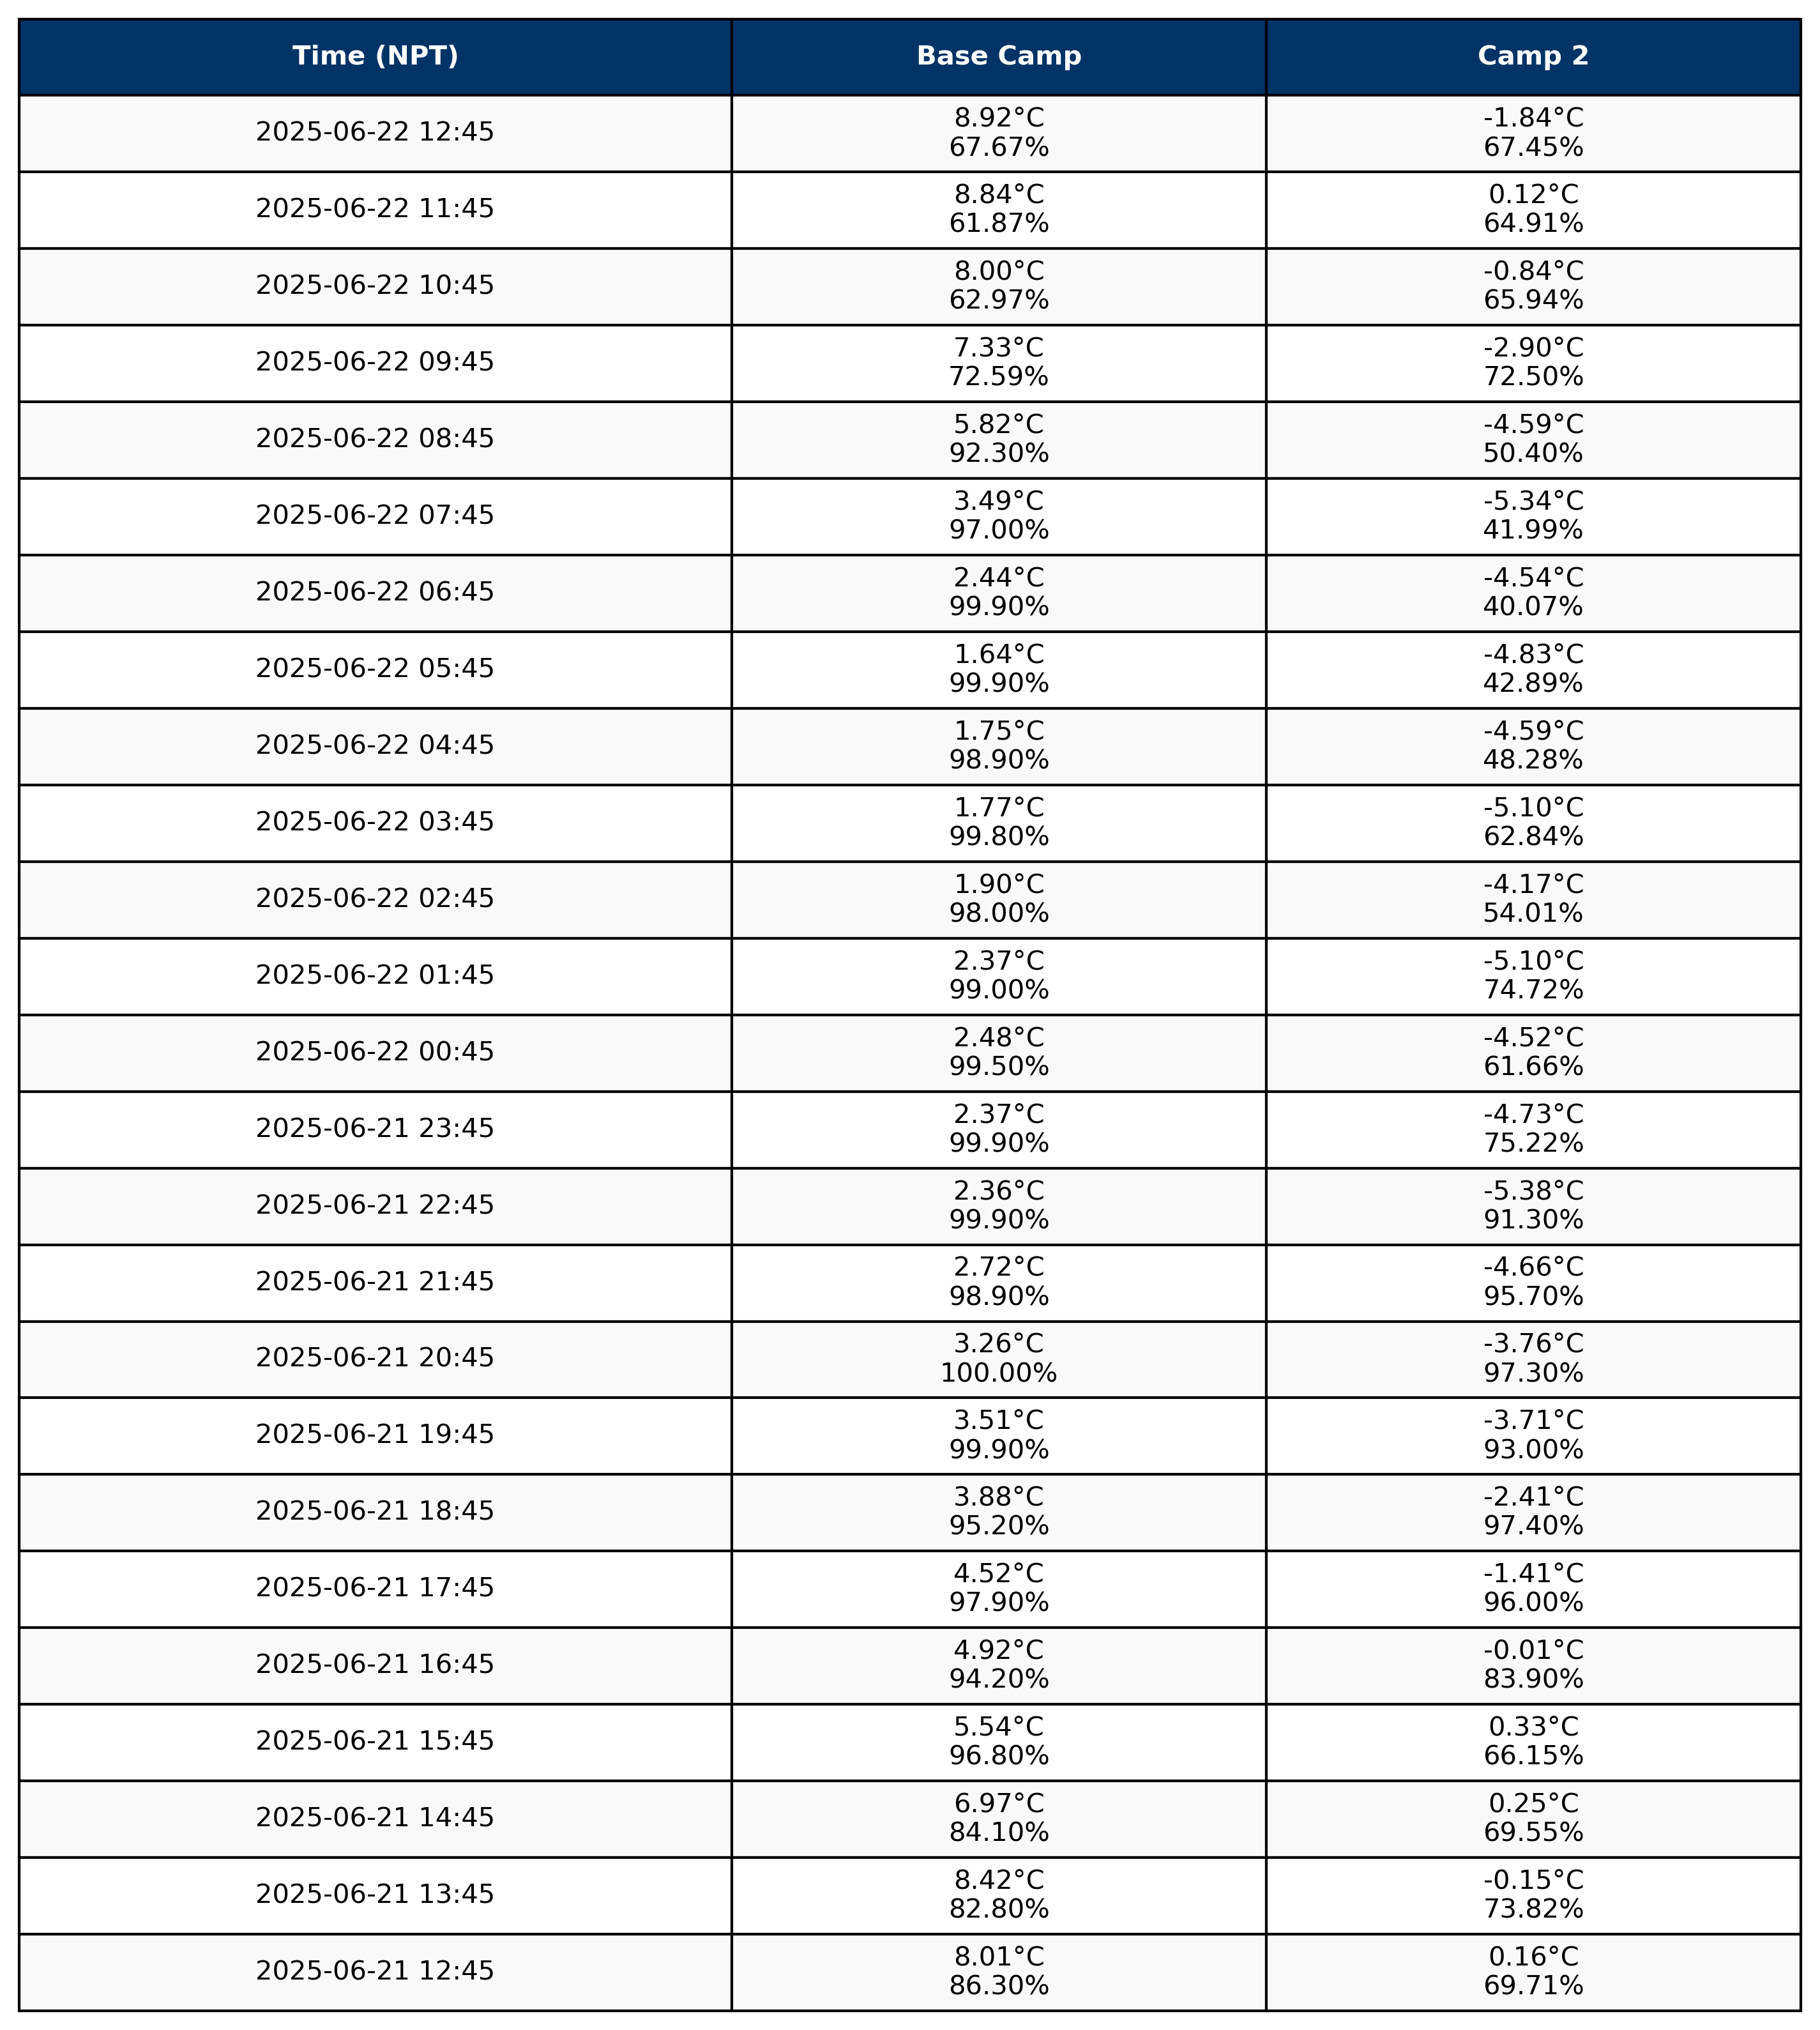 Time (NPT) Base Camp Camp 2
2025-06-22 12:45 8.92°C -1.84°C
67.67% 67.45%
2025-06-22 11:45 8.84°C 0.12°C
61.87% 64.91%
2025-06-22 10:45 8.00°C -0.84°C
62.97% 65.94%
2025-06-22 09:45 7.33°C -2.90°C
72.59% 72.50%
2025-06-22 08:45 5.82°C -4.59°C
92.30% 50.40%
2025-06-22 07:45 3.49°C -5.34°C
97.00% 41.99%
2025-06-22 06:45 2.44°C -4.54°C
99.90% 40.07%
2025-06-22 05:45 1.64°C -4.83°C
99.90% 42.89%
2025-06-22 04:45 1.75°C -4.59°C
98.90% 48.28%
2025-06-22 03:45 1.77°C -5.10°C
99.80% 62.84%
2025-06-22 02:45 1.90°C -4.17°C
98.00% 54.01%
2025-06-22 01:45 2.37°C -5.10°C
99.00% 74.72%
2025-06-22 00:45 2.48°C -4.52°C
99.50% 61.66%
2025-06-21 23:45 2.37°C -4.73°C
99.90% 75.22%
2025-06-21 22:45 2.36°C -5.38°C
99.90% 91.30%
2025-06-21 21:45 2.72°C -4.66°C
98.90% 95.70%
2025-06-21 20:45 3.26°C -3.76°C
100.00% 97.30%
2025-06-21 19:45 3.51°C -3.71°C
99.90% 93.00%
2025-06-21 18:45 3.88°C -2.41°C
95.20% 97.40%
2025-06-21 17:45 4.52°C -1.41°C
97.90% 96.00%
2025-06-21 16:45 4.92°C -0.01°C
94.20% 83.90%
2025-06-21 15:45 5.54°C 0.33°C
96.80% 66.15%
2025-06-21 14:45 6.97°C 0.25°C
84.10% 69.55%
2025-06-21 13:45 8.42°C -0.15°C
82.80% 73.82%
2025-06-21 12:45 8.01°C 0.16°C
86.30% 69.71%